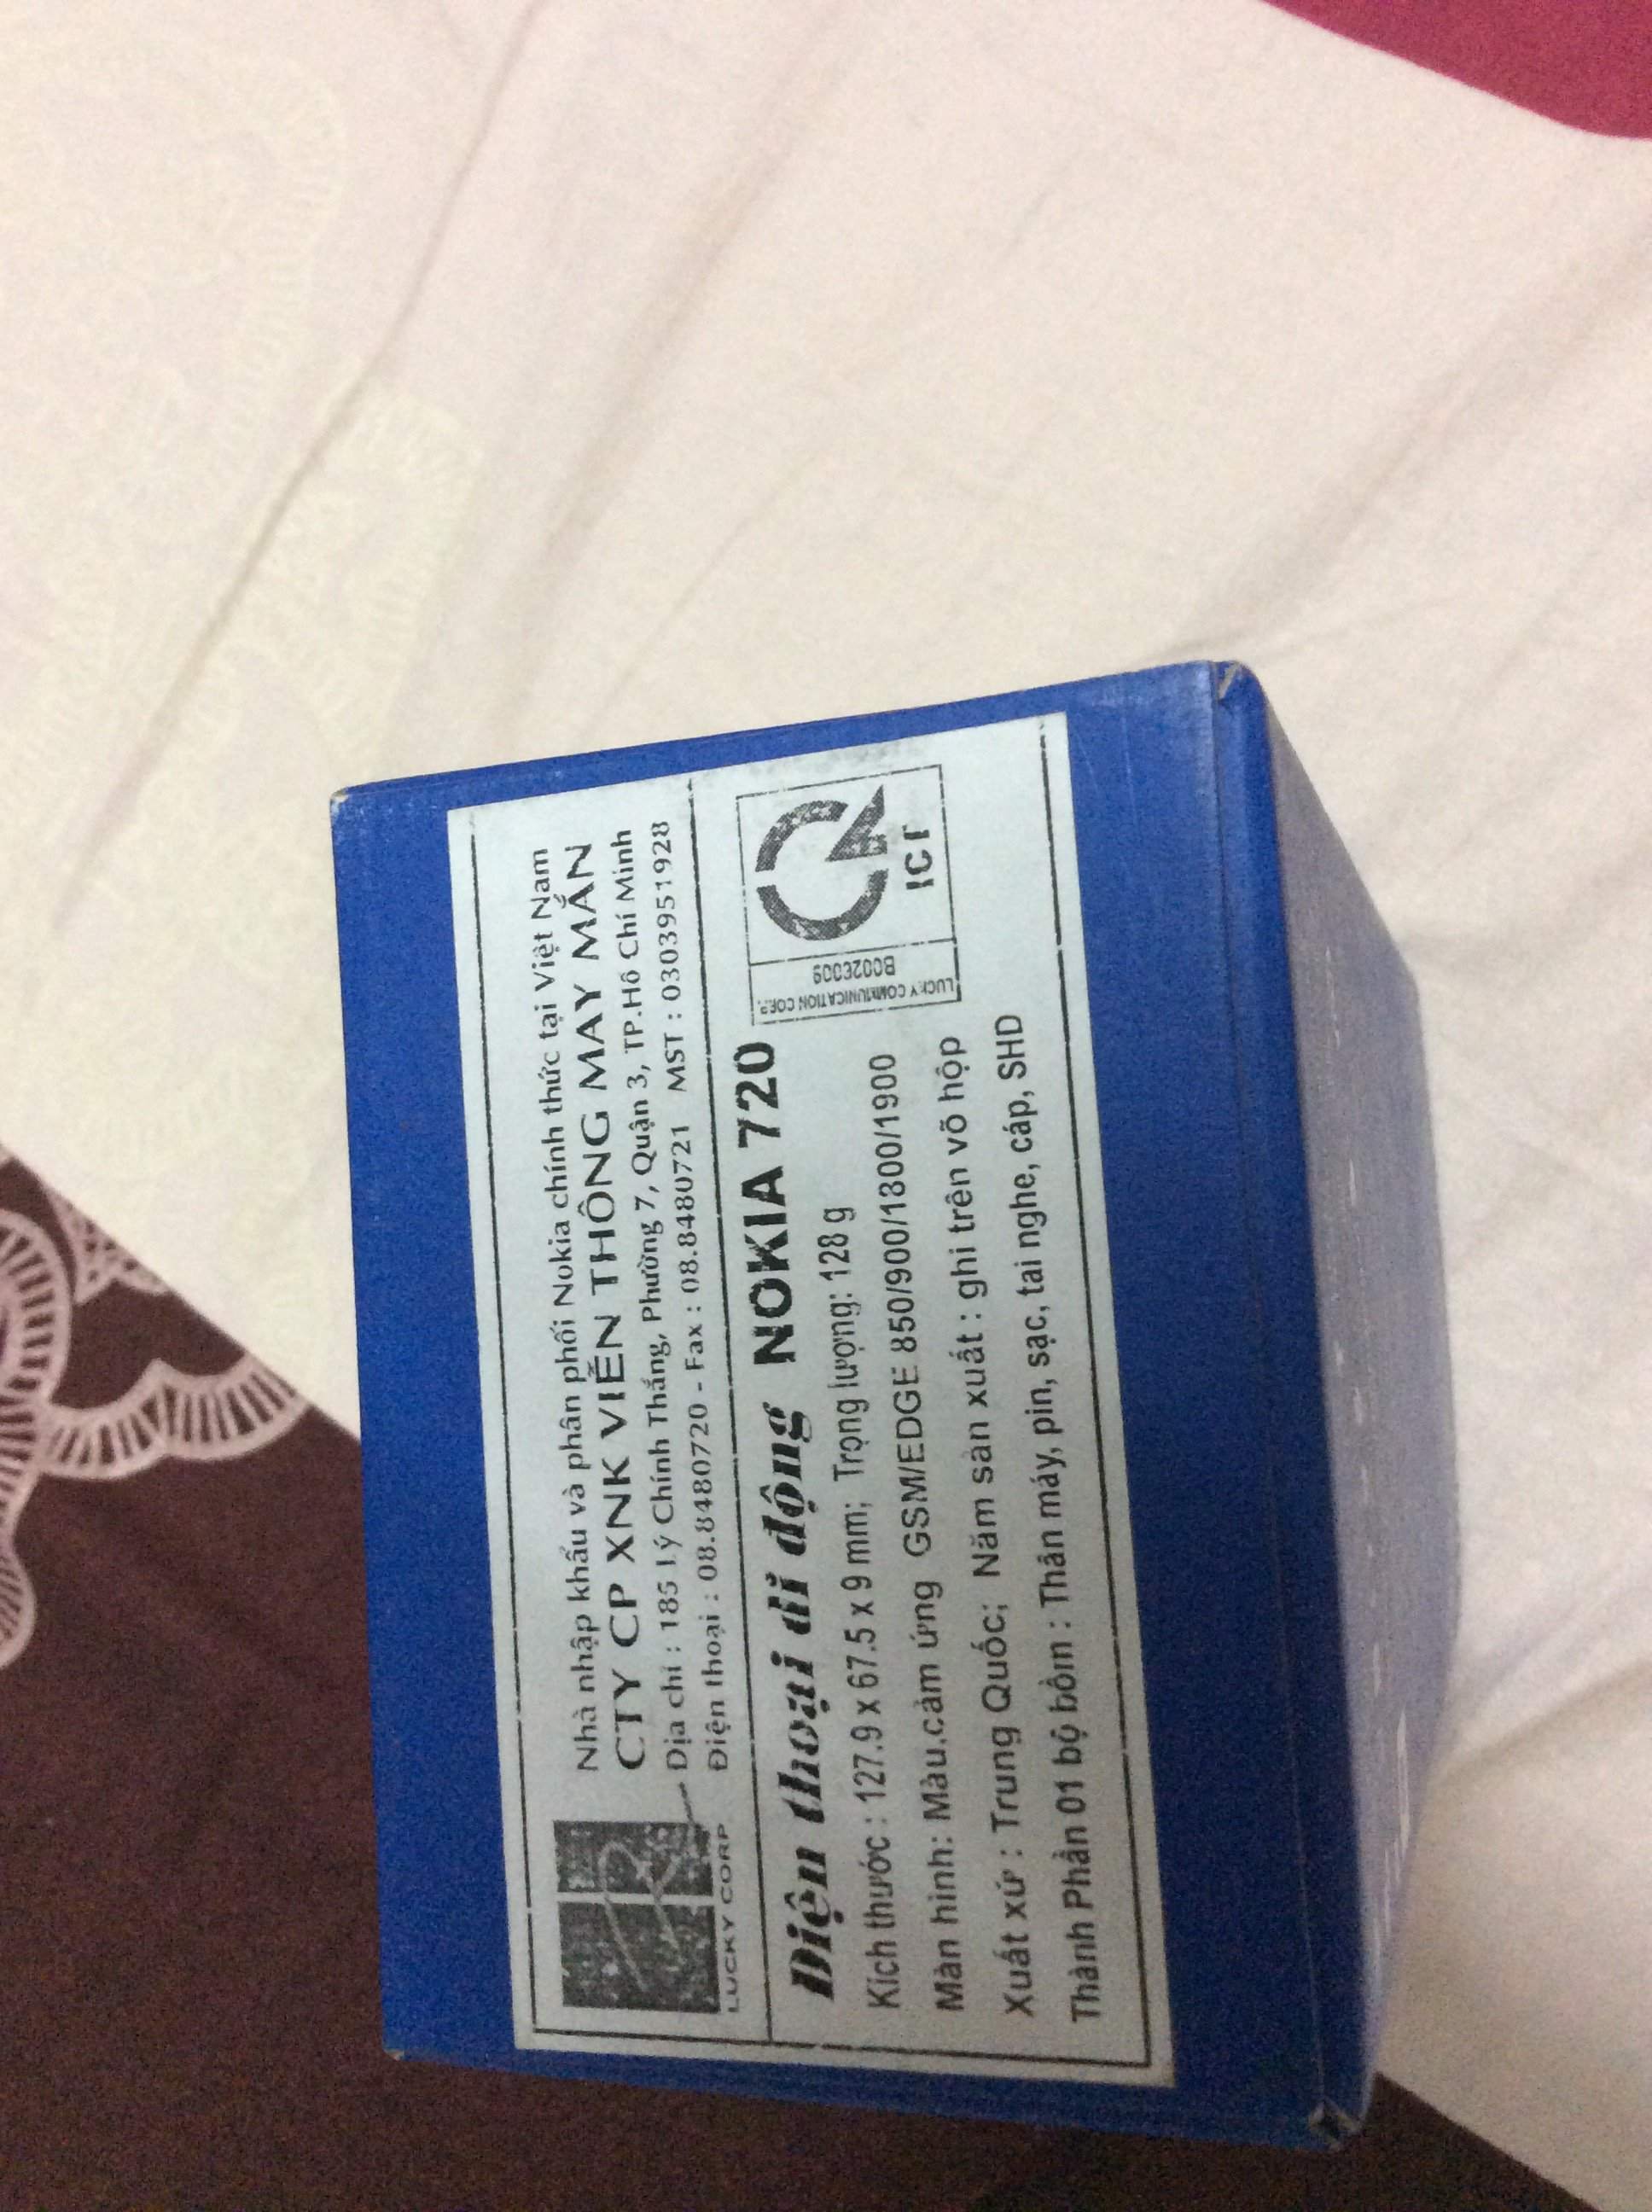 Nhà nhập khẩu và phân phối Nokia chính thức tại Việt Nam
CTY CP XNK VIỄN THÔNG MAY MẮN
Địa chỉ : 185 Lý Chính Thắng, Phường 7, Quận 3, TP.Hồ Chí Minh
Điện thoại : 08.8480720 - Fax : 08.8480721 MST : 0303951928
LUCKY CORP
Điện thoại di động NOKIA 720
Kích thước : 127.9 x 67.5 x 9 mm; Trọng lượng: 128 g
Màn hình: Màu.cảm ứng GSM/EDGE 850/900/1800/1900
Xuất xứ : Trung Quốc; Năm sản xuất : ghi trên võ hộp
Thành Phần 01 bộ bồm : Thân máy, pin, sạc, tai nghe, cáp, SHD
LUCKY COMMUNICATION CORP.
ICT